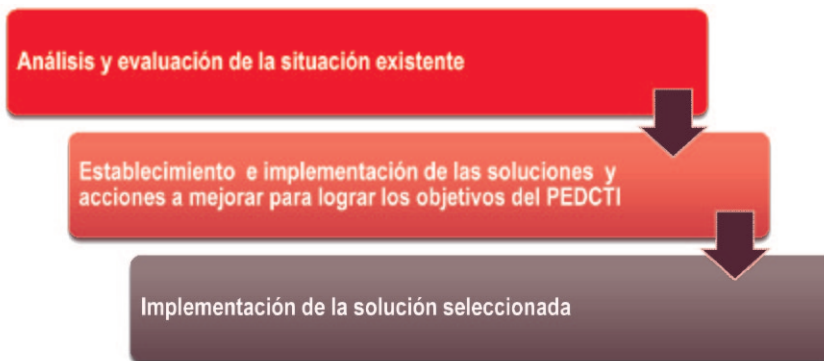 Análisis y evaluación de la situación existente
Establecimiento e implementación de las soluciones y
acciones a mejorar para lograr los objetivos del PEDCTI
Implementación de la solución seleccionada